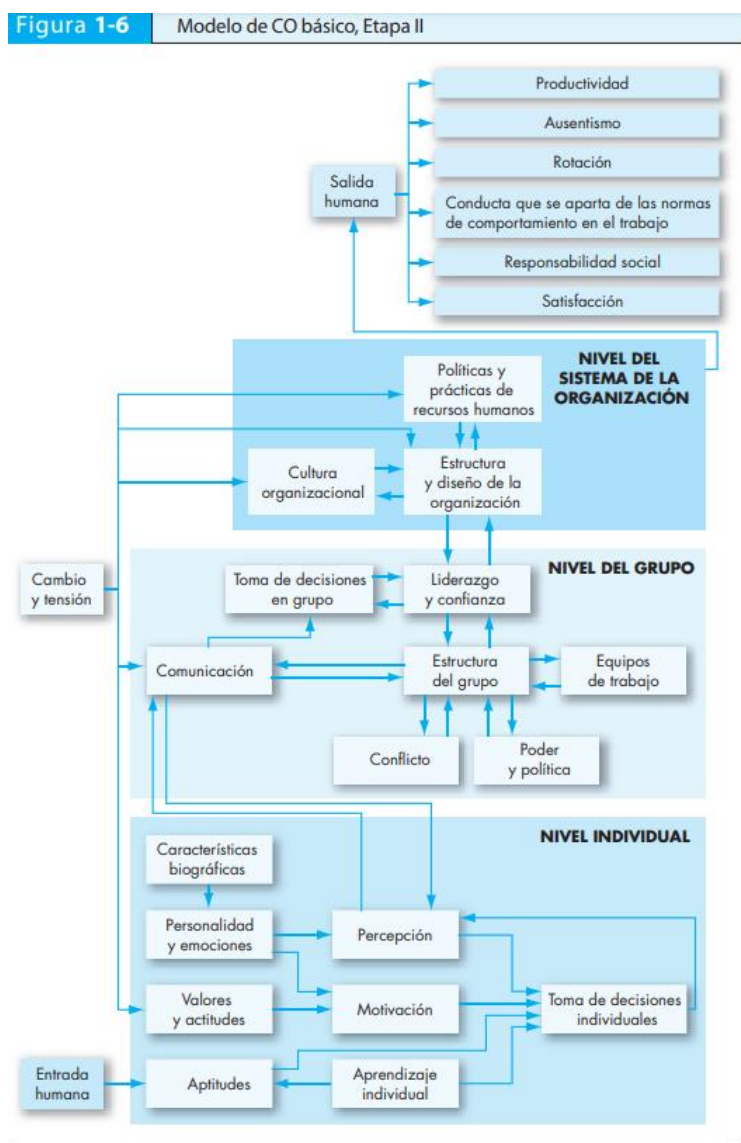 Figura 1-6
Modelo de CO básico, Etapa II
Productividad
Ausentismo
Rotación
Salida
humana
Conducta que se aparta de las normas
de comportamiento en el trabajo
Responsabilidad social
Satisfacción
NIVEL DEL
SISTEMA DE LA
ORGANIZACIÓN
Políticas y
prácticas de
recursos humanos
Cultura
organizacional
Estructura
y diseño de la
organización
Cambio
y tensión
NIVEL DEL GRUPO
Toma de decisiones
en grupo
Liderazgo
y confianza
Comunicación
Estructura
del grupo
Equipos
de trabajo
Conflicto
Poder
y política
NIVEL INDIVIDUAL
Características
biográficas
Personalidad
y emociones
Percepción
Valores
y actitudes
Motivación
Toma de decisiones
individuales
Entrada
humana
Aptitudes
Aprendizaje
individual